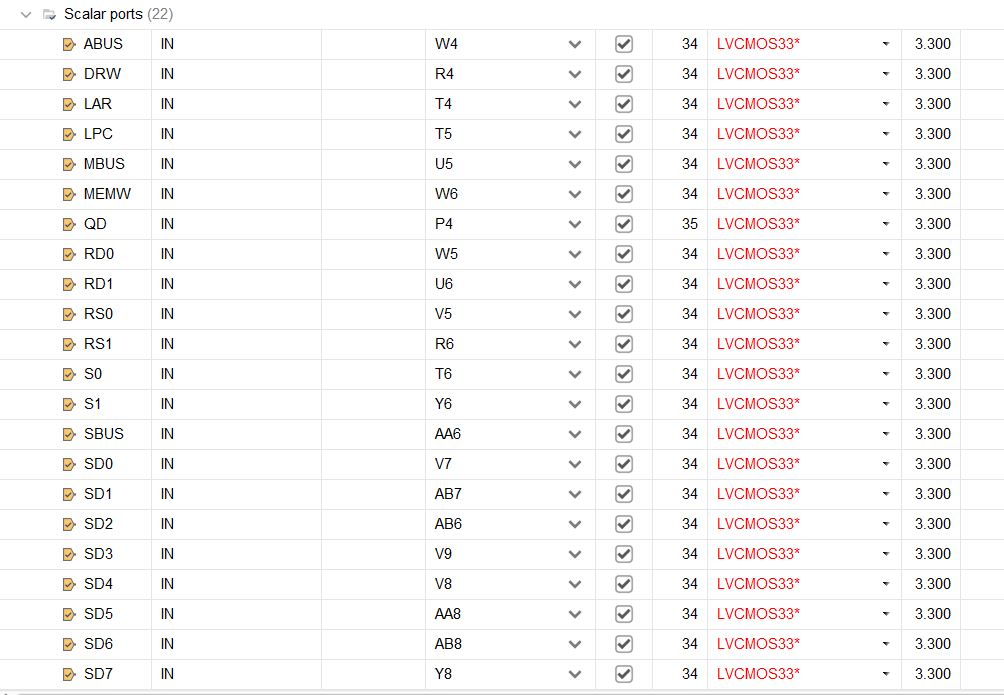 Scalar ports (22)
ABUS IN W4 34 LVCMOS33* 3.300
DRW IN R4 34 LVCMOS33* 3.300
LAR IN T4 34 LVCMOS33* 3.300
LPC IN T5 34 LVCMOS33* 3.300
MBUS IN U5 34 LVCMOS33* 3.300
MEMW IN W6 34 LVCMOS33* 3.300
QD IN P4 35 LVCMOS33* 3.300
RD0 IN W5 34 LVCMOS33* 3.300
RD1 IN U6 34 LVCMOS33* 3.300
RS0 IN V5 34 LVCMOS33* 3.300
RS1 IN R6 34 LVCMOS33* 3.300
S0 IN T6 34 LVCMOS33* 3.300
S1 IN Y6 34 LVCMOS33* 3.300
SBUS IN AA6 34 LVCMOS33* 3.300
SD0 IN V7 34 LVCMOS33* 3.300
SD1 IN AB7 34 LVCMOS33* 3.300
SD2 IN AB6 34 LVCMOS33* 3.300
SD3 IN V9 34 LVCMOS33* 3.300
SD4 IN V8 34 LVCMOS33* 3.300
SD5 IN AA8 34 LVCMOS33* 3.300
SD6 IN AB8 34 LVCMOS33* 3.300
SD7 IN Y8 34 LVCMOS33* 3.300